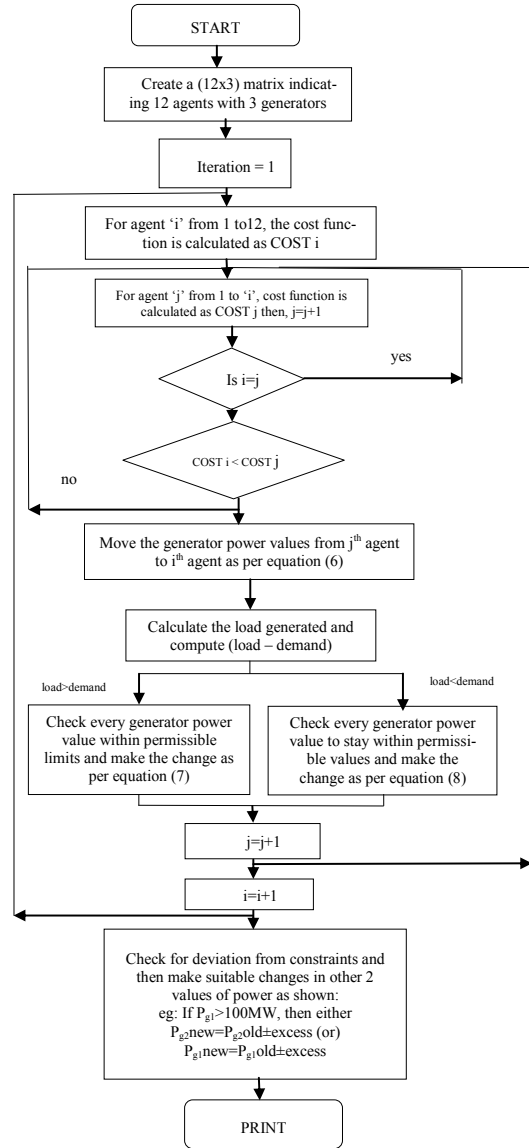 START
Create a (12x3) matrix indicat-
ing 12 agents with 3 generators
Iteration = 1
For agent ‘i’ from 1 to12, the cost func-
tion is calculated as COST i
For agent ‘j’ from 1 to ‘i’, cost function is
calculated as COST j then, j=j+1
yes
Is i=j
COST i < COST j
no
Move the generator power values from jth agent
to ith agent as per equation (6)
Calculate the load generated and
compute (load – demand)
load>demand
load<demand
Check every generator power
value within permissible
limits and make the change as
per equation (7)
Check every generator power
value to stay within permissi-
ble values and make the
change as per equation (8)
j=j+1
i=i+1
Check for deviation from constraints and
then make suitable changes in other 2
values of power as shown:
eg: If Pg1>100MW, then either
Pg2new=Pg2old±excess (or)
Pg1new=Pg1old±excess
PRINT